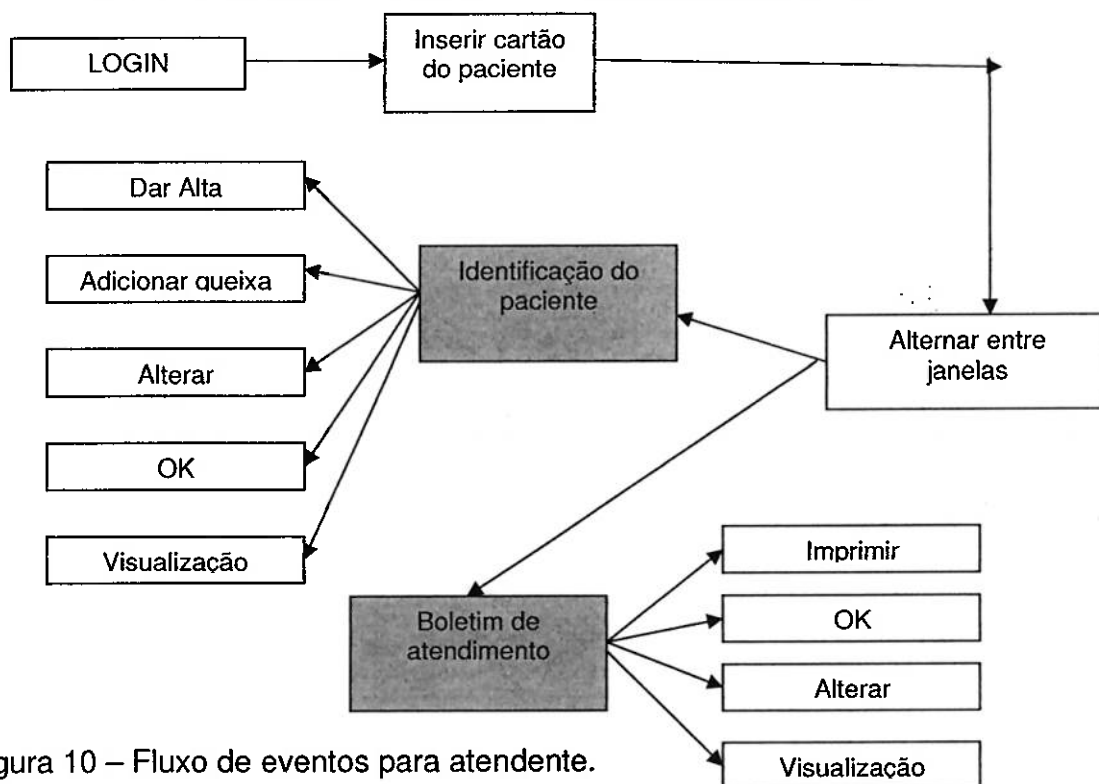 LOGIN
Inserir cartão
do paciente
Dar Alta
Adicionar queixa
Alterar
OK
Visualização
Identificação do
paciente
Alternar entre
janelas
Boletim de
atendimento
Imprimir
OK
Alterar
Visualização
gura 10 – Fluxo de eventos para atendente.